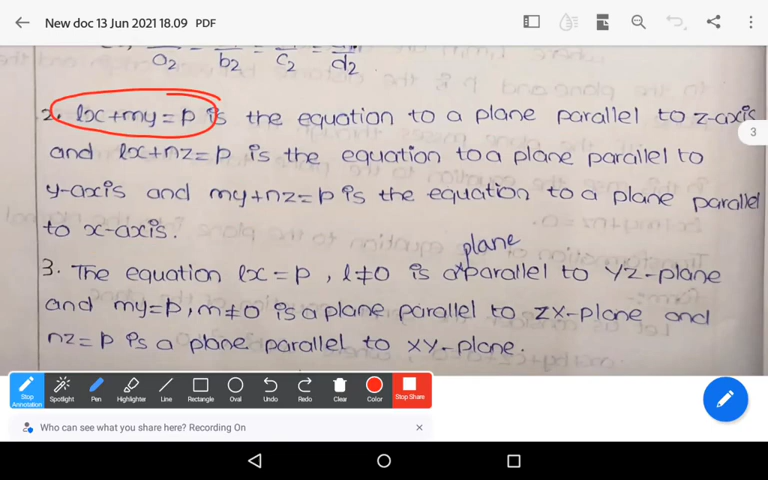 New doc 13 Jun 2021 18.09 PDF
a2 b2 c2 d2
2. lx+my=p is the equation to a plane parallel to z-axis
3
and lx+nz=p is the equation to a plane parallel to
y-axis and my+nz=p is the equation to a plane parallel
to x-axis.
plane
3. The equation lx=p, l≠0 is a^parallel to YZ-plane
and my=p, m≠0 is a plane parallel to ZX-plane and
nz=p is a plane parallel to XY-plane.
Stop Annotation Spotlight Pen Highlighter Line Rectangle Oval Undo Redo Clear Color Stop Share
Who can see what you share here? Recording On